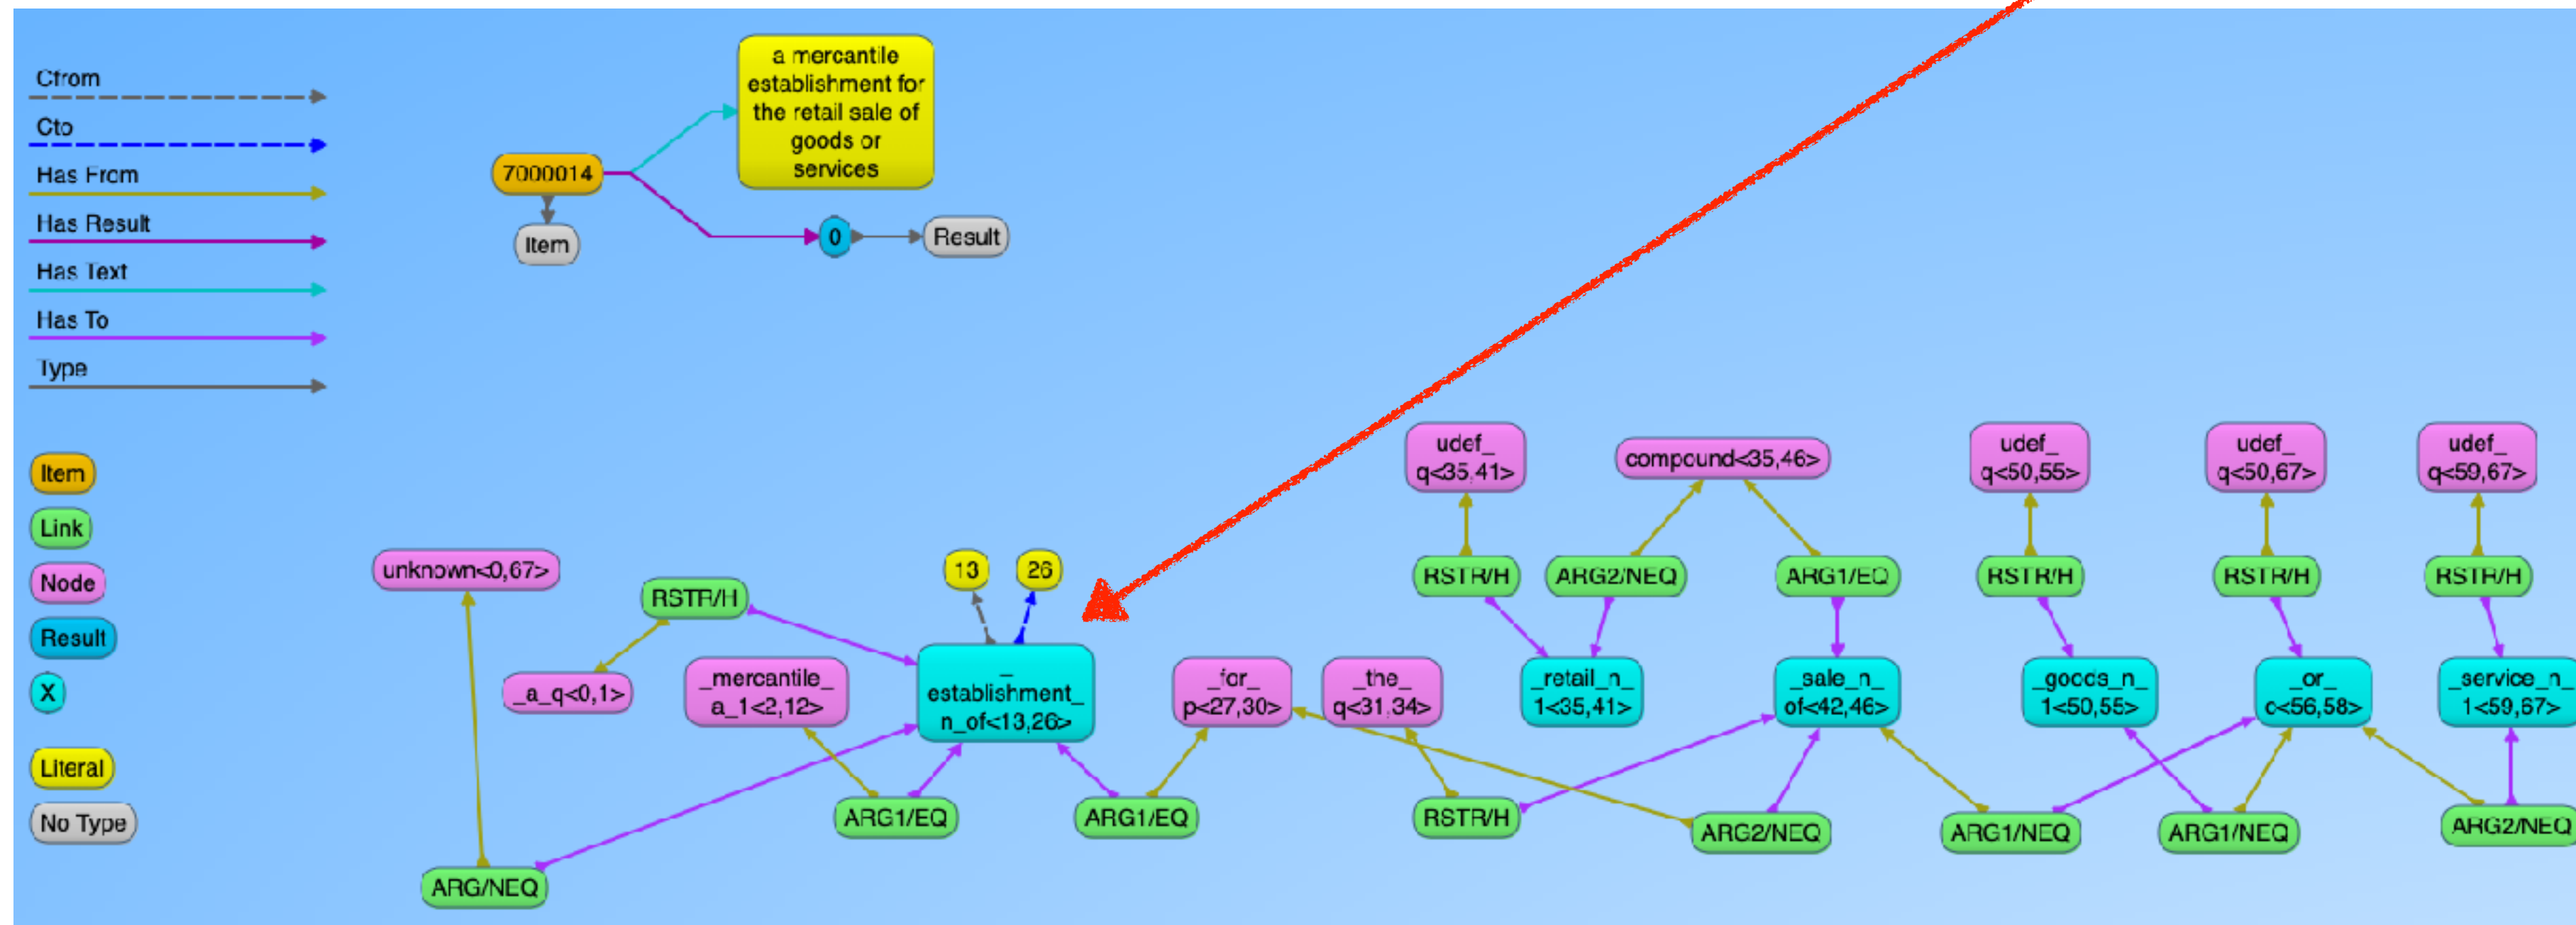 Cfrom
Cto
Has From
Has Result
Has Text
Has To
Type
Item
Link
Node
Result
X
Literal
No Type
a mercantile
establishment for
the retail sale of
goods or
services
7000014
Item
0
Result
udef_
q<35,41>
compound<35,46>
udef_
q<50,55>
udef_
q<50,67>
udef_
q<59,67>
unknown<0,67>
RSTR/H
13
26
RSTR/H
ARG2/NEQ
ARG1/EQ
RSTR/H
RSTR/H
RSTR/H
_a_q<0,1>
_mercantile_
a_1<2,12>
_
establishment_
n_of<13,26>
_for_
p<27,30>
_the_
q<31,34>
_retail_n_
1<35,41>
_sale_n_
of<42,46>
_goods_n_
1<50,55>
_or_
c<56,58>
_service_n_
1<59,67>
ARG/NEQ
ARG1/EQ
ARG1/EQ
RSTR/H
ARG2/NEQ
ARG1/NEQ
ARG1/NEQ
ARG2/NEQ